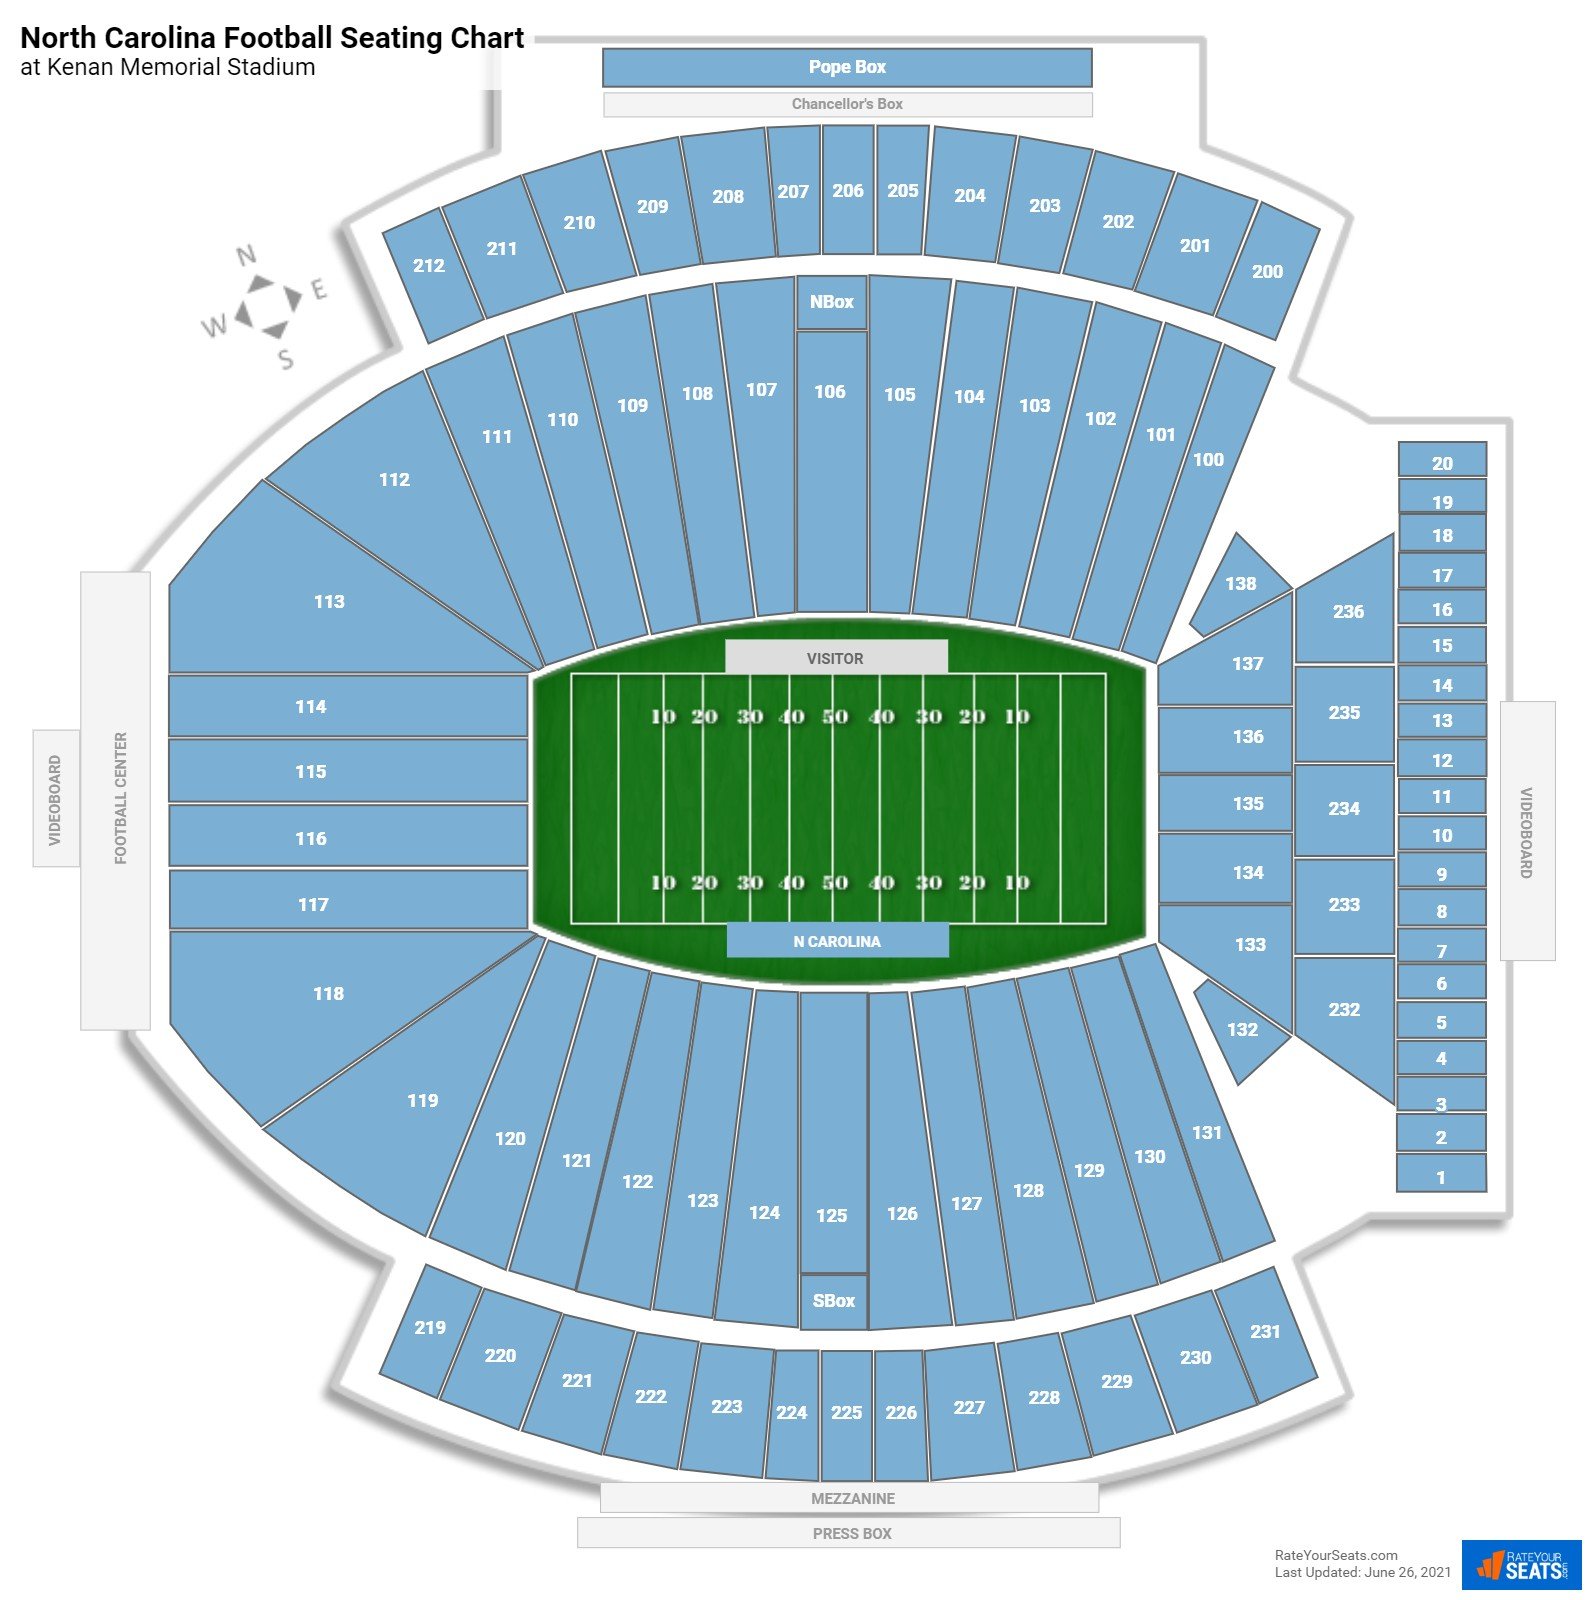 North Carolina Football Seating Chart
at Kenan Memorial Stadium
Pope Box
Chancellor's Box
212 211 210 209 208 207 206 205 204 203 202 201 200
N
E
W
S
NBox
112 111 110 109 108 107 106 105 104 103 102 101 100
113
114
115
116
117
118
VIDEOBOARD
FOOTBALL CENTER
VISITOR
10 20 30 40 50 40 30 20 10
10 20 30 40 50 40 30 20 10
N CAROLINA
138
137
136
135
134
133
132
236
235
234
233
232
20
19
18
17
16
15
14
13
12
11
10
9
8
7
6
5
4
3
2
1
VIDEOBOARD
119 120 121 122 123 124 125 126 127 128 129 130 131
SBox
219 220 221 222 223 224 225 226 227 228 229 230 231
MEZZANINE
PRESS BOX
RateYourSeats.com
Last Updated: June 26, 2021
RATEYOUR
SEATS